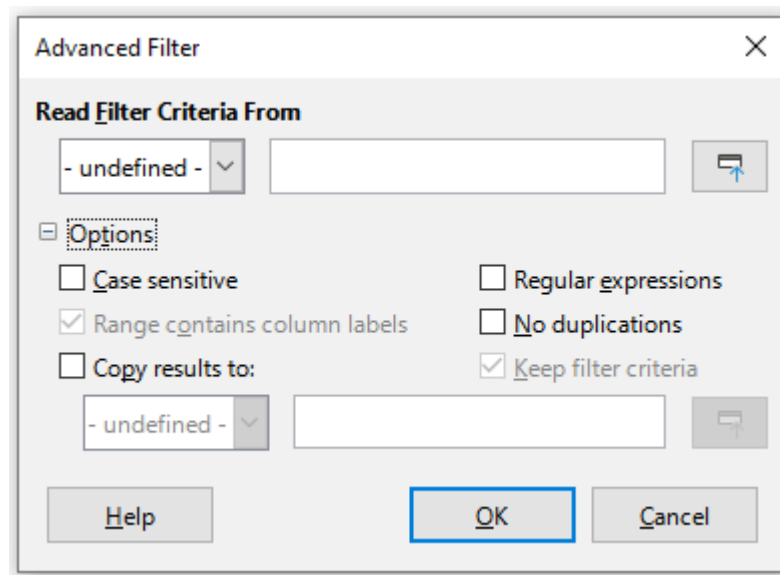 Advanced Filter
Read Filter Criteria From
- undefined -
Options
Case sensitive
Regular expressions
Range contains column labels
No duplications
Copy results to:
Keep filter criteria
- undefined -
Help
OK
Cancel